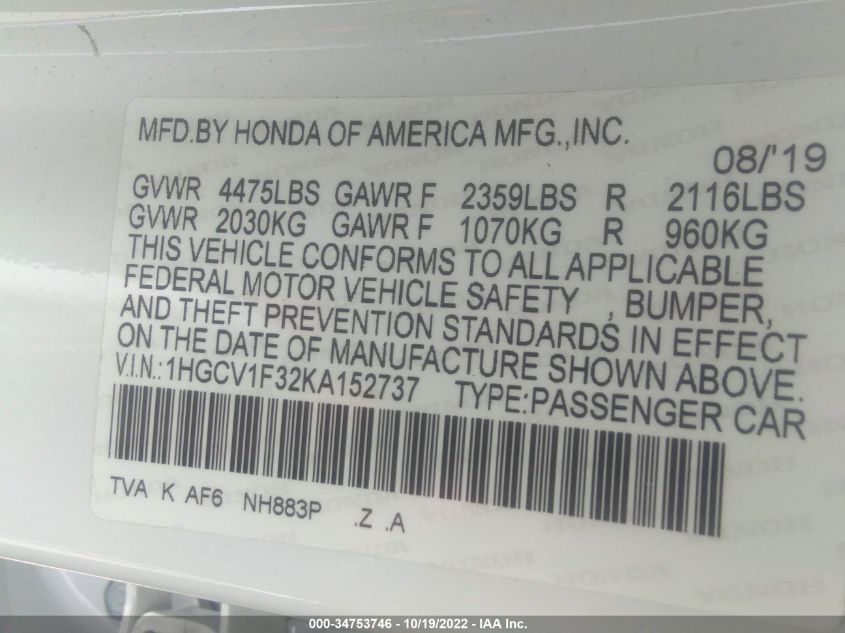 MFD.BY HONDA OF AMERICA MFG.,INC.
08/'19
GVWR 4475LBS GAWR F 2359LBS R 2116LBS
GVWR 2030KG GAWR F 1070KG R 960KG
THIS VEHICLE CONFORMS TO ALL APPLICABLE
FEDERAL MOTOR VEHICLE SAFETY , BUMPER,
AND THEFT PREVENTION STANDARDS IN EFFECT
ON THE DATE OF MANUFACTURE SHOWN ABOVE.
V.I.N.:1HGCV1F32KA152737 TYPE:PASSENGER CAR
TVA K AF6 NH883P .Z .A
000-34753746 - 10/19/2022 - IAA Inc.